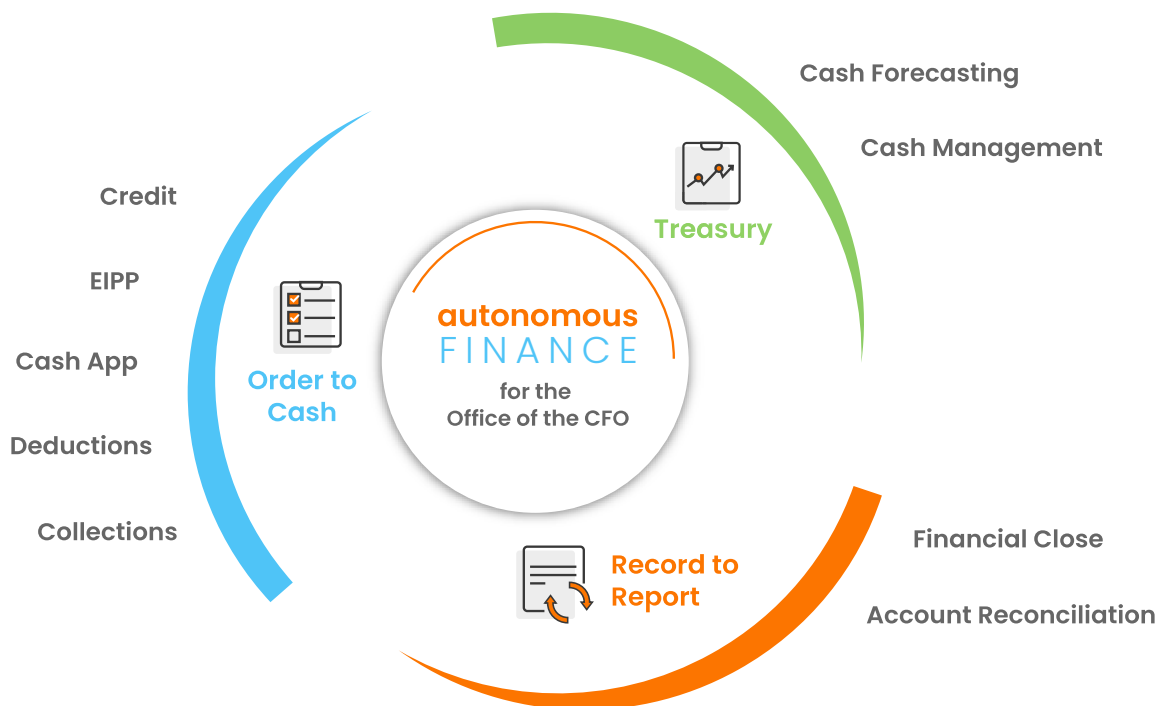 Cash Forecasting
Cash Management
Treasury
Credit
EIPP
Cash App
Deductions
Collections
Order to
Cash
autonomous
FINANCE
for the
Office of the CFO
Record to
Report
Financial Close
Account Reconciliation